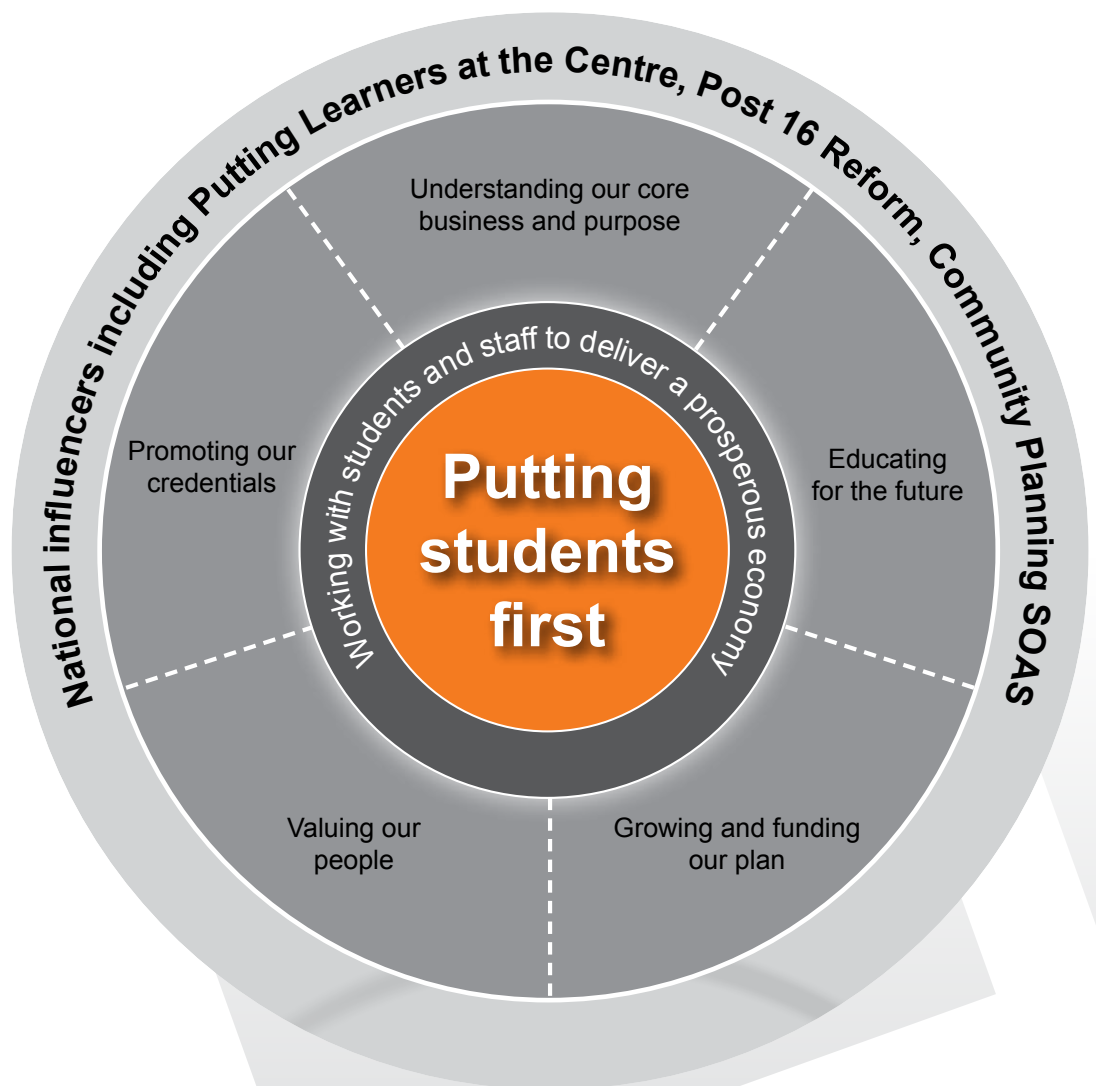 National influencers including Putting Learners at the Centre, Post 16 Reform, Community Planning SOAS
Understanding our core
business and purpose
Promoting our
credentials
Educating
for the future
Working with students and staff to deliver a prosperous economy
Putting
students
first
Valuing our
people
Growing and funding
our plan